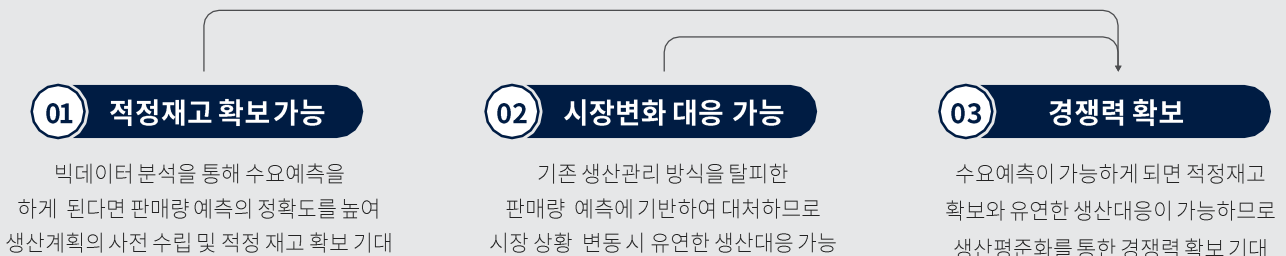 01 적정재고 확보가능
빅데이터 분석을 통해 수요예측을
하게 된다면 판매량 예측의 정확도를 높여
생산계획의 사전 수립 및 적정 재고 확보 기대
02 시장변화 대응 가능
기존 생산관리 방식을 탈피한
판매량 예측에 기반하여 대처하므로
시장 상황 변동 시 유연한 생산대응 가능
03 경쟁력 확보
수요예측이 가능하게 되면 적정재고
확보와 유연한 생산대응이 가능하므로
생산평준화를 통한 경쟁력 확보 기대